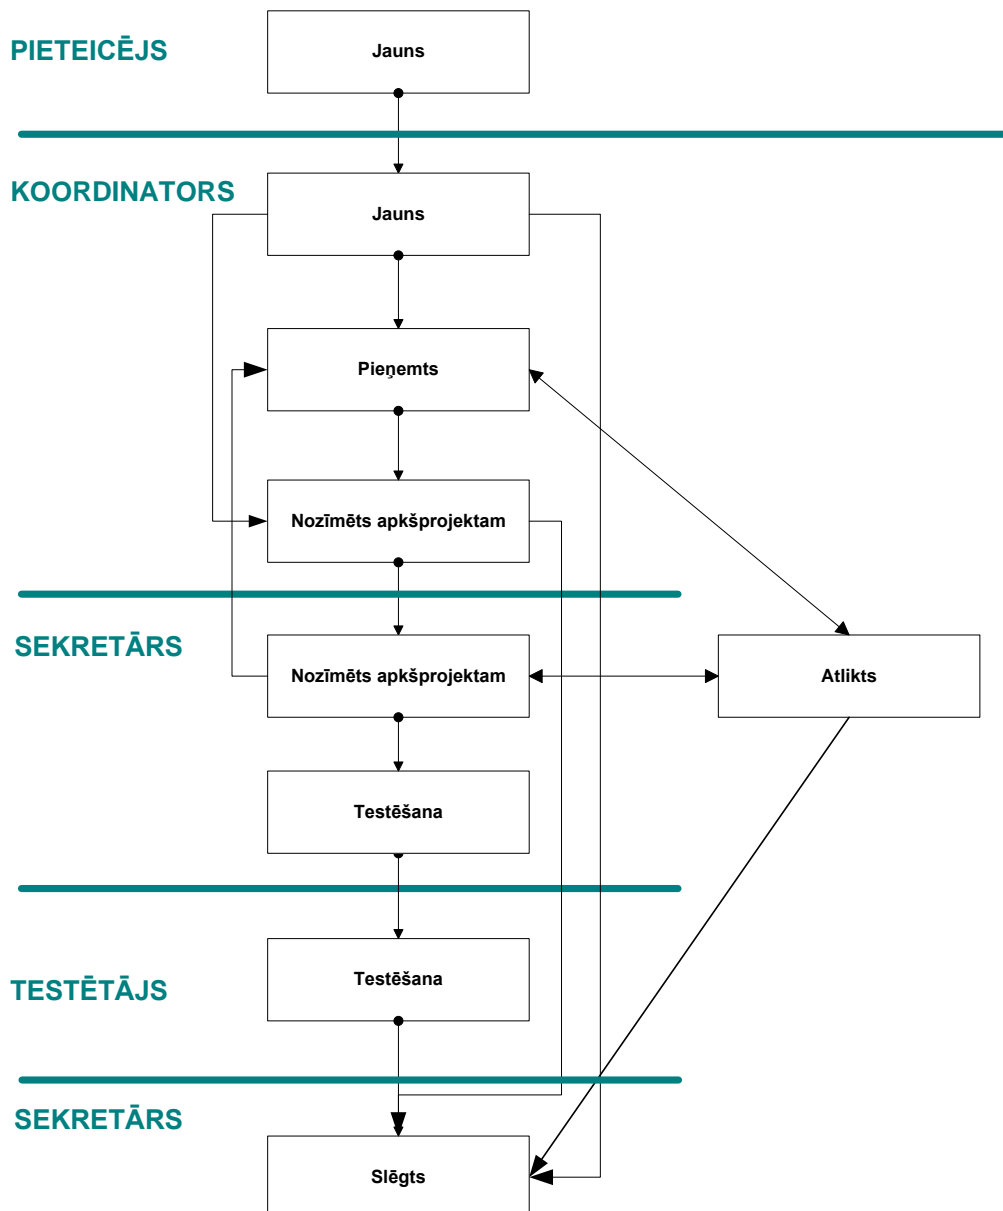 PIETEICĒJS
Jauns
KOORDINATORS
Jauns
Pieņemts
Nozīmēts apkšprojektam
SEKRETĀRS
Nozīmēts apkšprojektam
Atlikts
Testēšana
TESTĒTĀJS
Testēšana
SEKRETĀRS
Slēgts